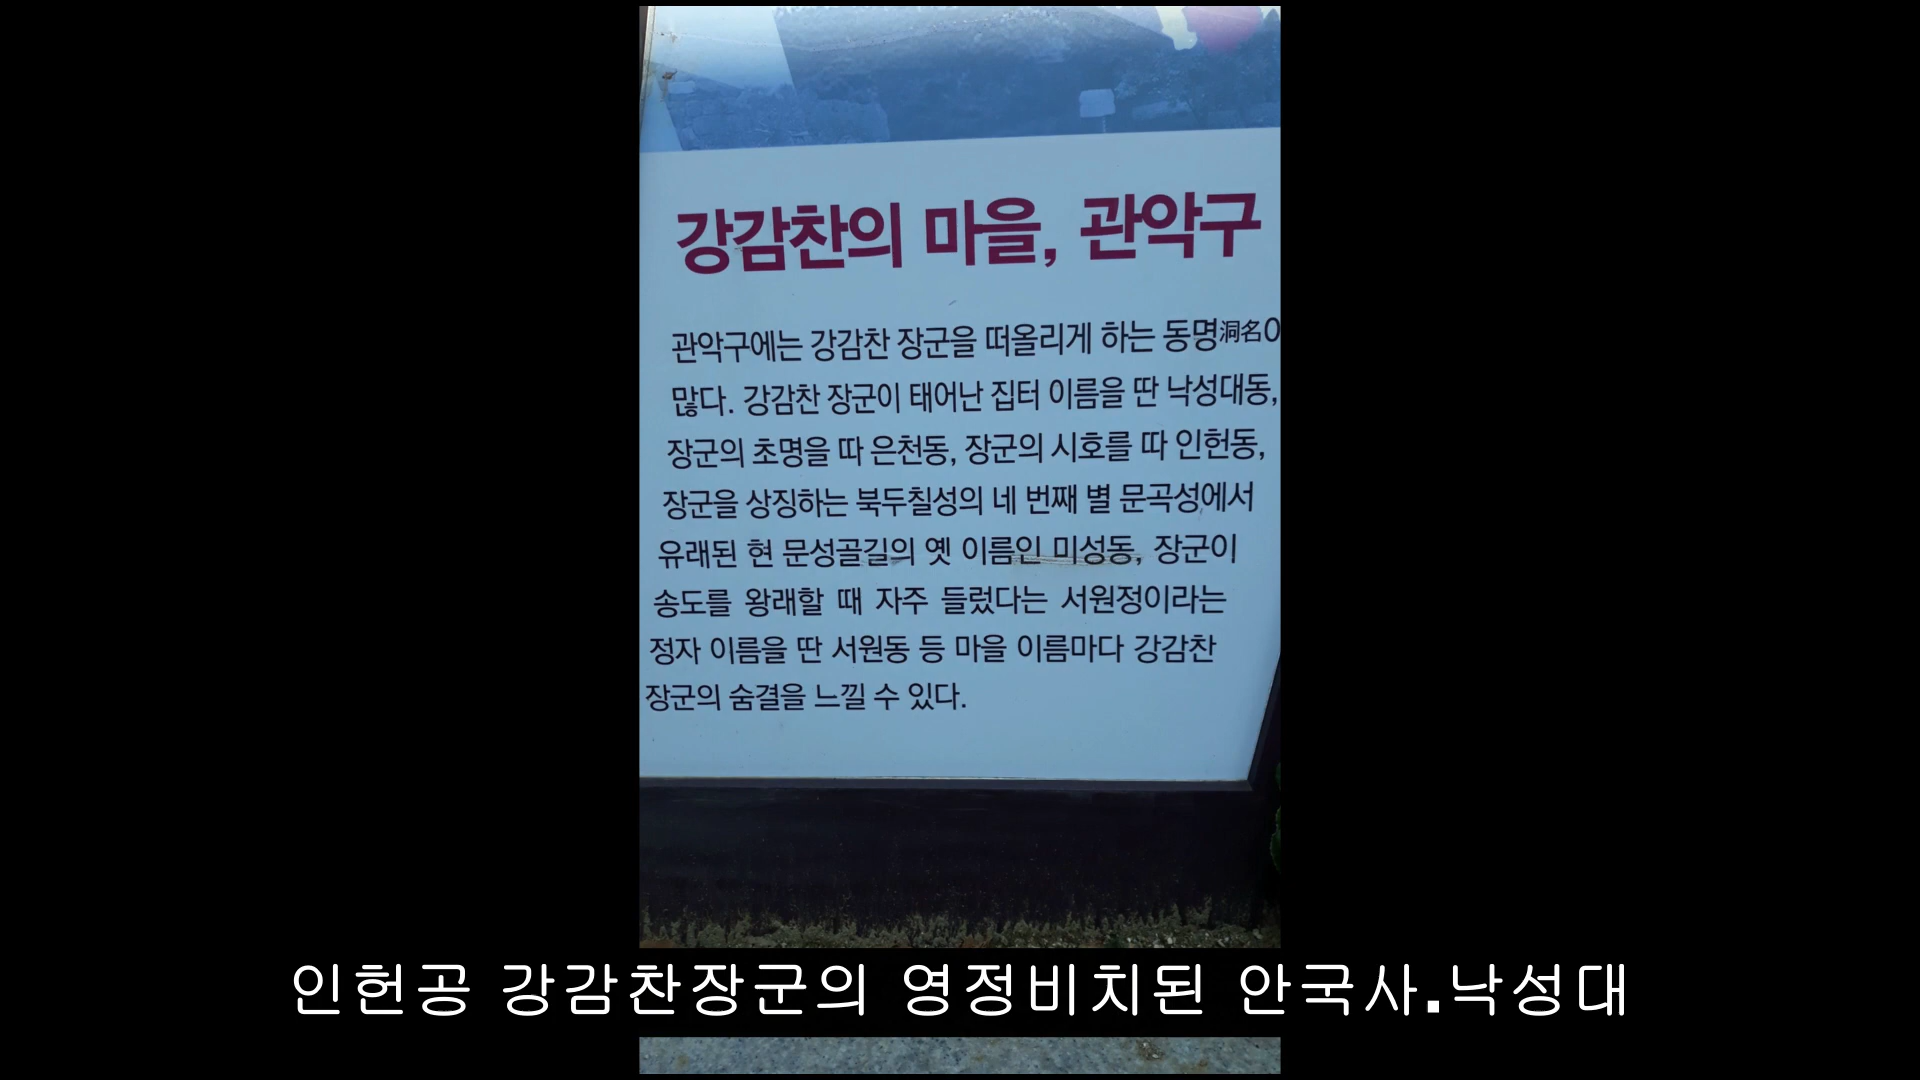 강감찬의 마을, 관악구
관악구에는 강감찬 장군을 떠올리게 하는 동명洞名이
많다. 강감찬 장군이 태어난 집터 이름을 딴 낙성대동,
장군의 초명을 따 은천동, 장군의 시호를 따 인헌동,
장군을 상징하는 북두칠성의 네 번째 별 문곡성에서
유래된 현 문성골길의 옛 이름인 미성동, 장군이
송도를 왕래할 때 자주 들렀다는 서원정이라는
정자 이름을 딴 서원동 등 마을 이름마다 강감찬
장군의 숨결을 느낄 수 있다.
인헌공 강감찬장군의 영정비치된 안국사.낙성대